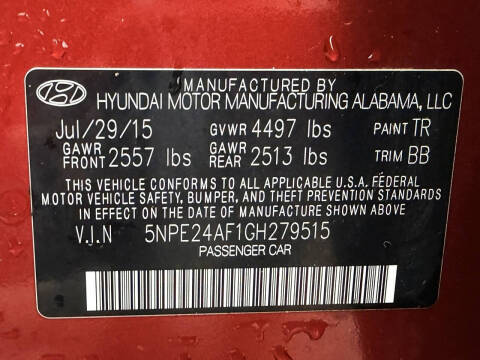 MANUFACTURED BY
HYUNDAI MOTOR MANUFACTURING ALABAMA, LLC
Jul/29/15 GVWR 4497 lbs PAINT TR
GAWR FRONT 2557 lbs GAWR REAR 2513 lbs TRIM BB
THIS VEHICLE CONFORMS TO ALL APPLICABLE U.S.A. FEDERAL
MOTOR VEHICLE SAFETY, BUMPER, AND THEFT PREVENTION STANDARDS
IN EFFECT ON THE DATE OF MANUFACTURE SHOWN ABOVE
V.I.N 5NPE24AF1GH279515
PASSENGER CAR